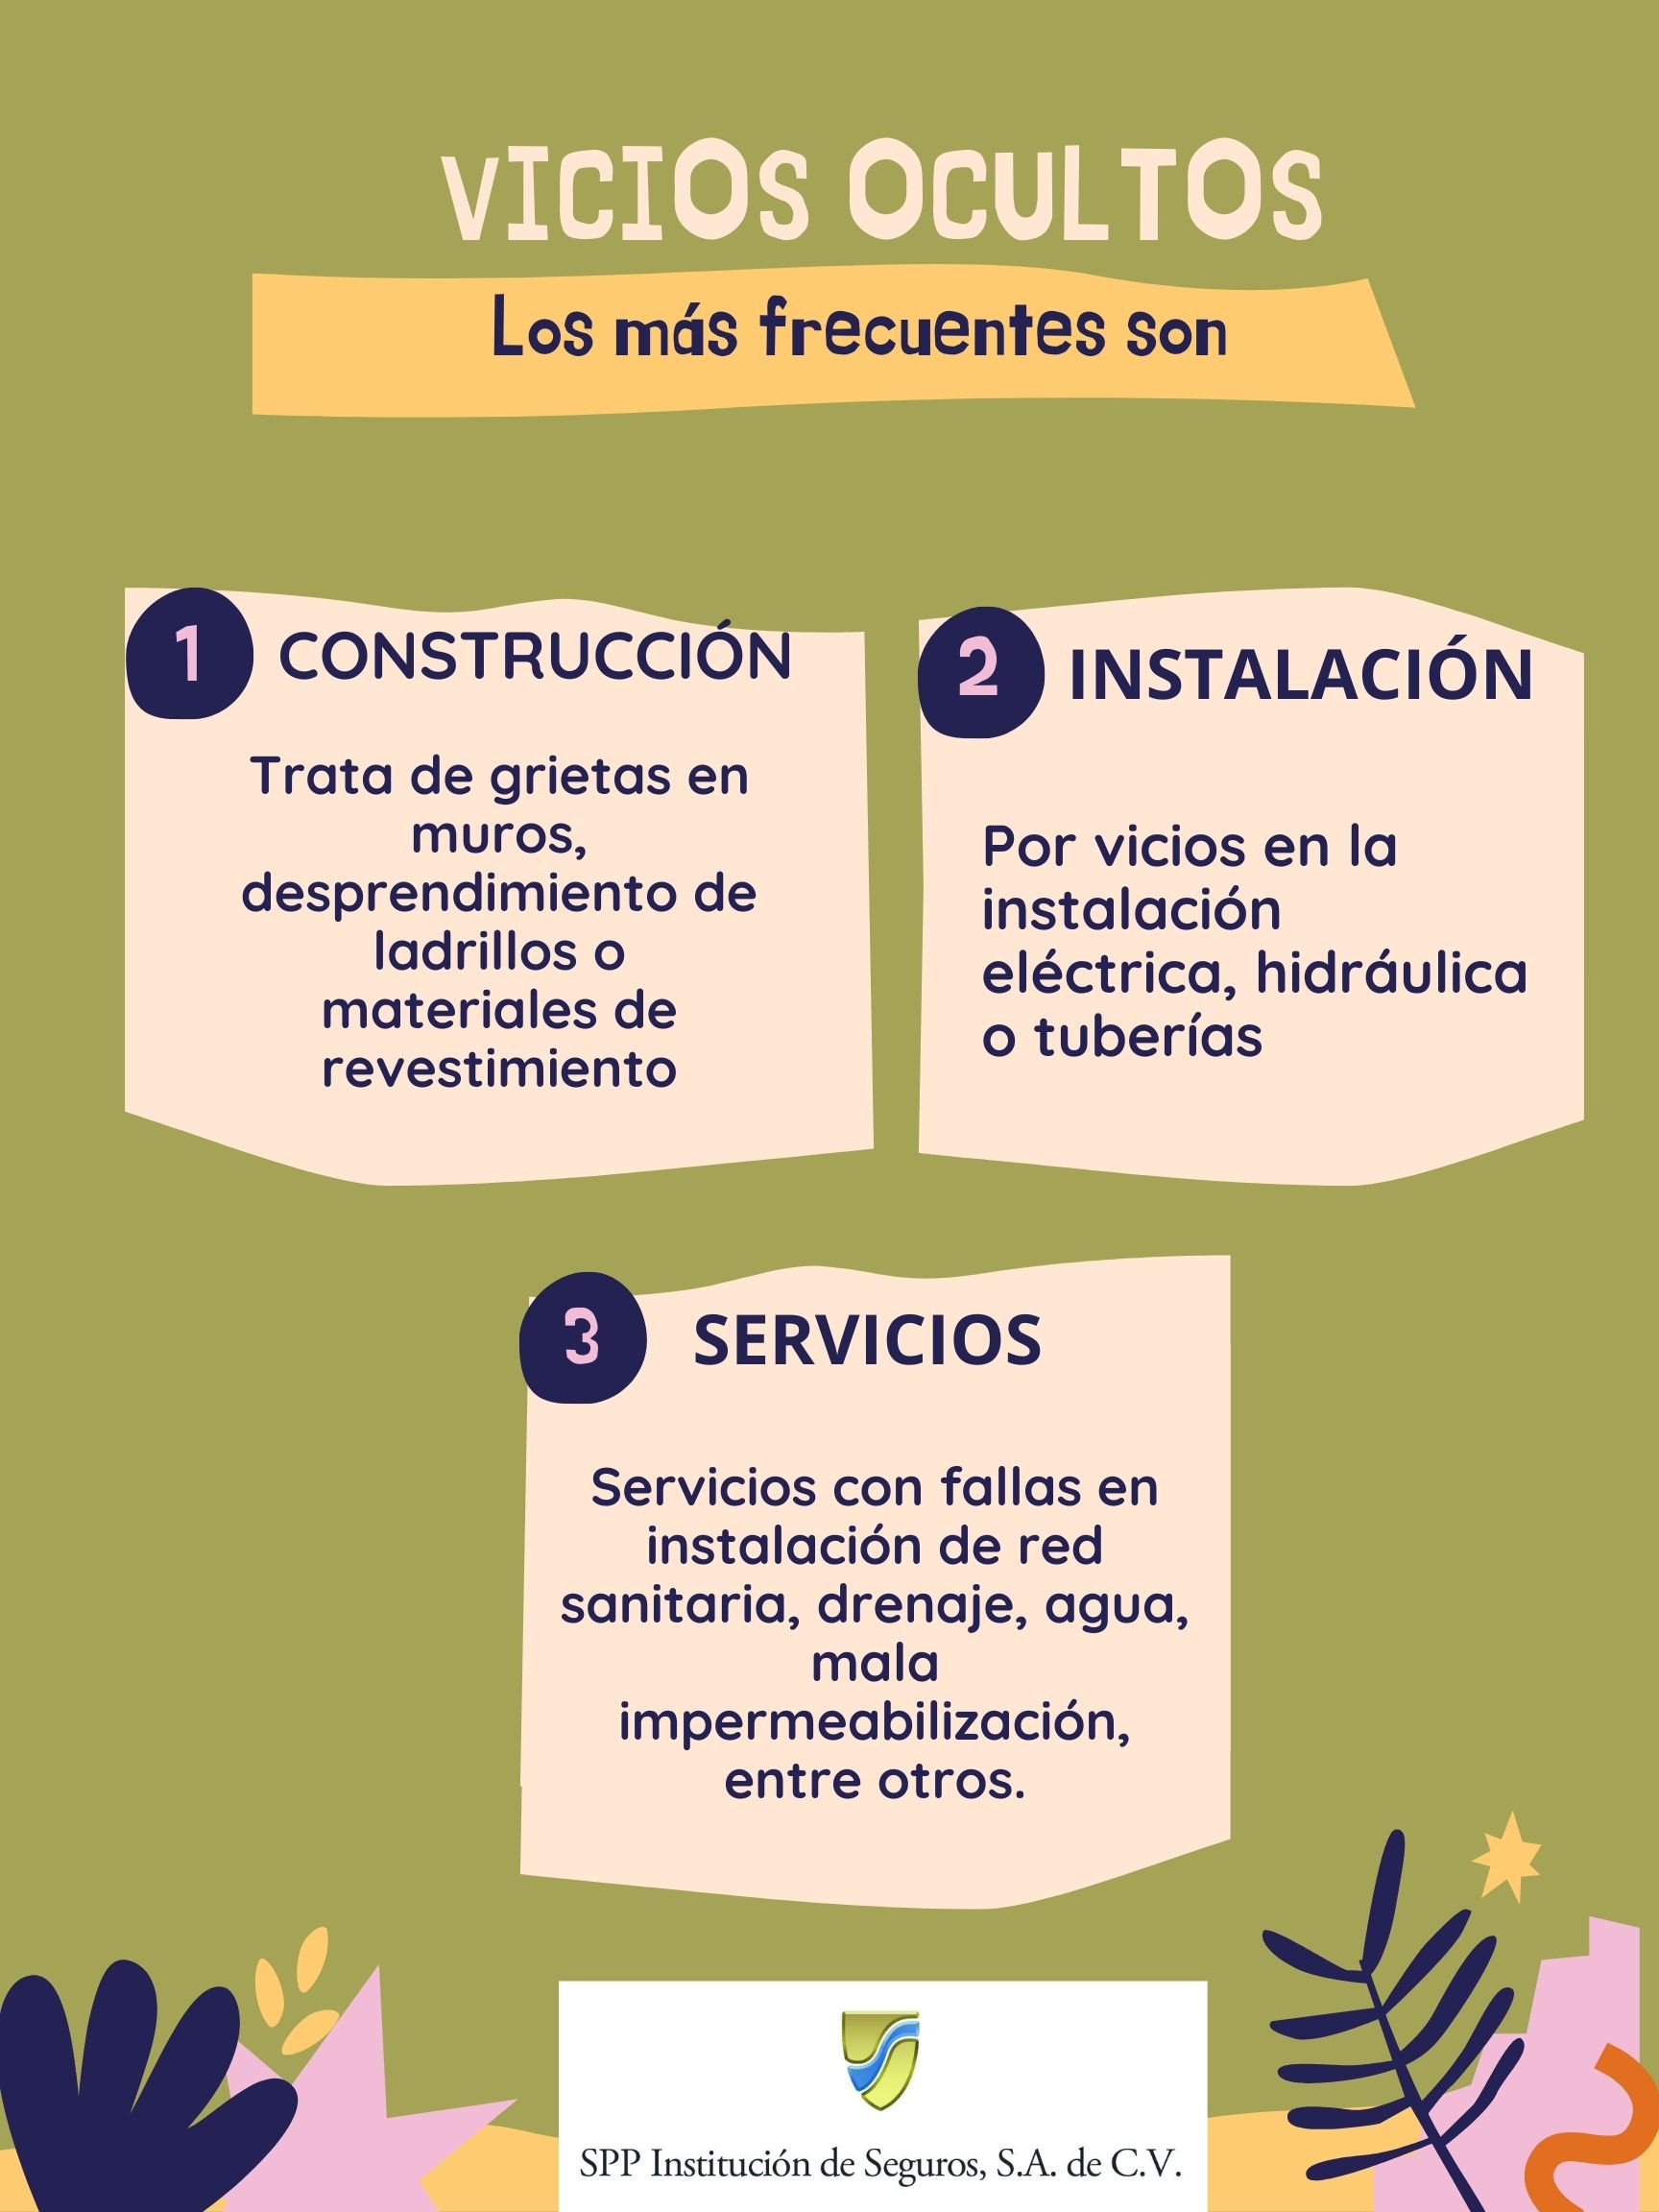 VICIOS OCULTOS
Los más frecuentes son
1 CONSTRUCCIÓN
Trata de grietas en
muros,
desprendimiento de
ladrillos o
materiales de
revestimiento
2 INSTALACIÓN
Por vicios en la
instalación
eléctrica, hidráulica
o tuberías
3 SERVICIOS
Servicios con fallas en
instalación de red
sanitaria, drenaje, agua,
mala
impermeabilización,
entre otros.
SPP Institución de Seguros, S.A. de C.V.